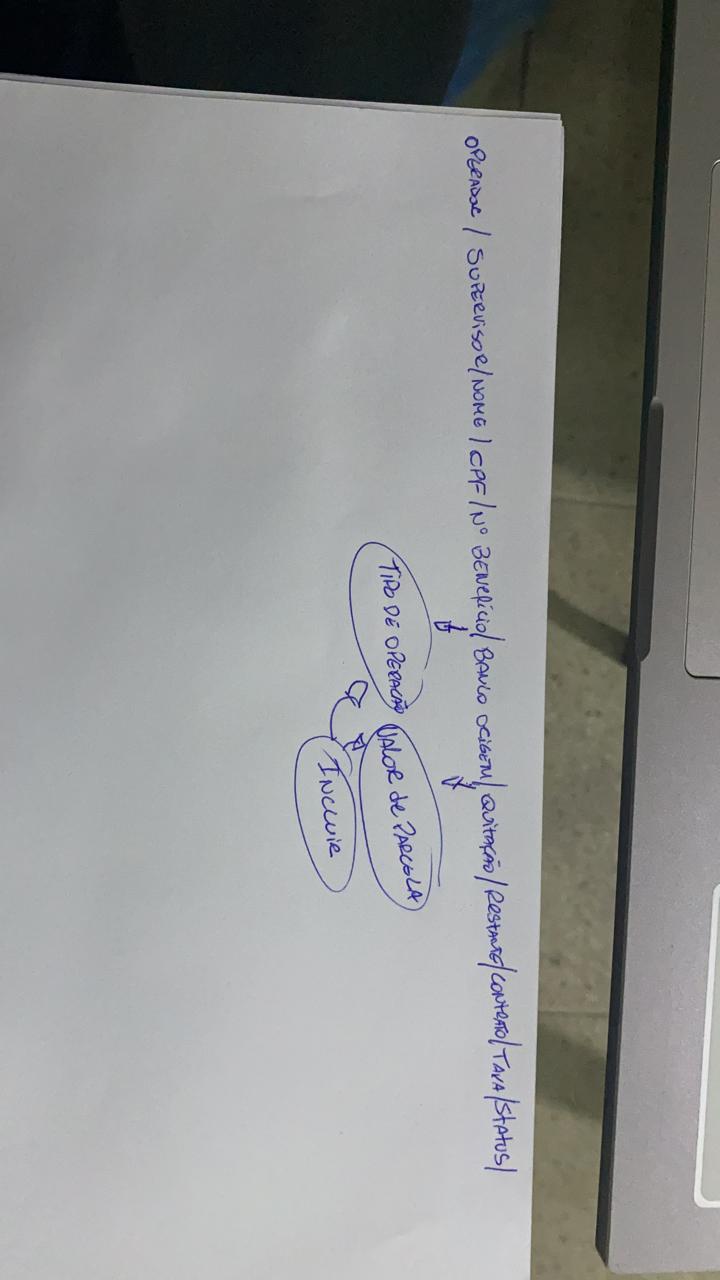 OPERADOR / SUPERVISOR/NOME / CPF / Nº BENEFÍCIO/ BANCO ORIGEM/ QUITAÇÃO / RESTANTE/CONTRATO/ TAXA/STATUS/
TIPO DE OPERAÇÃO VALOR de PARCELA
INCLUIR